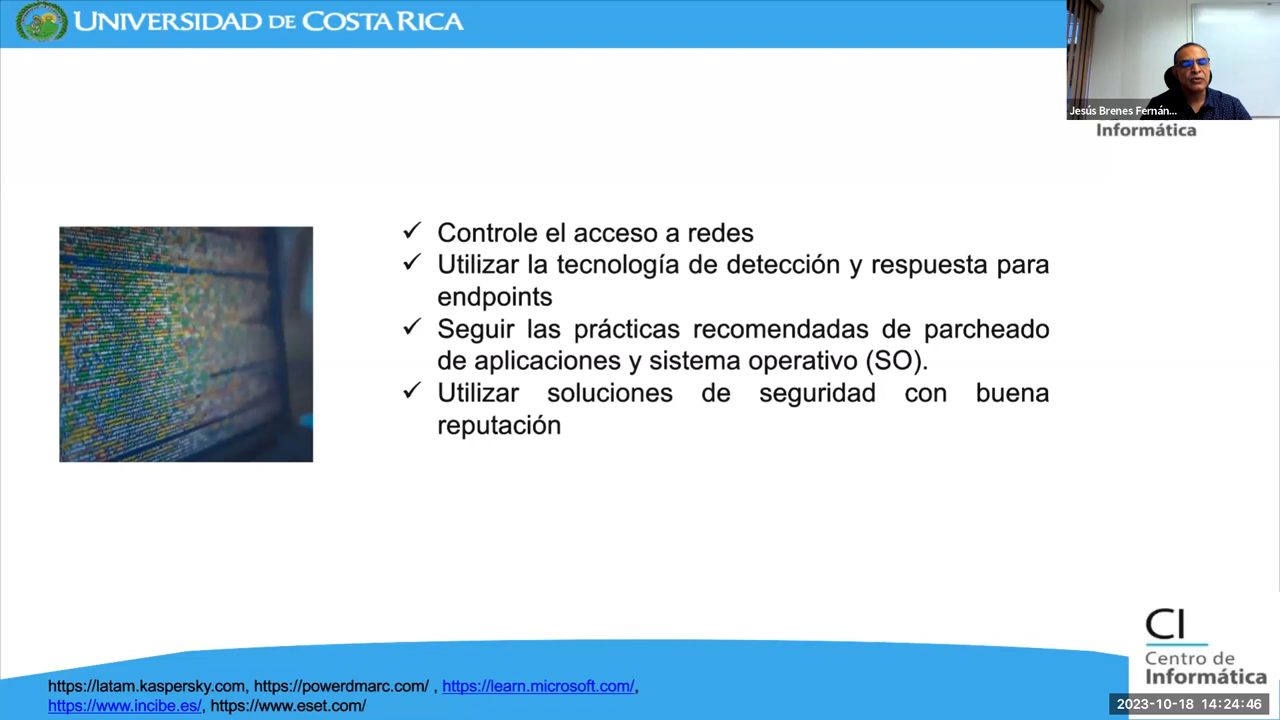 UNIVERSIDAD DE COSTA RICA
Jesús Brenes Fernán...
Informática
✓ Controle el acceso a redes
✓ Utilizar la tecnología de detección y respuesta para
endpoints
✓ Seguir las prácticas recomendadas de parcheado
de aplicaciones y sistema operativo (SO).
✓ Utilizar soluciones de seguridad con buena
reputación
CI
Centro de
Informática
https://latam.kaspersky.com, https://powerdmarc.com/ , https://learn.microsoft.com/,
https://www.incibe.es/, https://www.eset.com/
2023-10-18 14:24:46